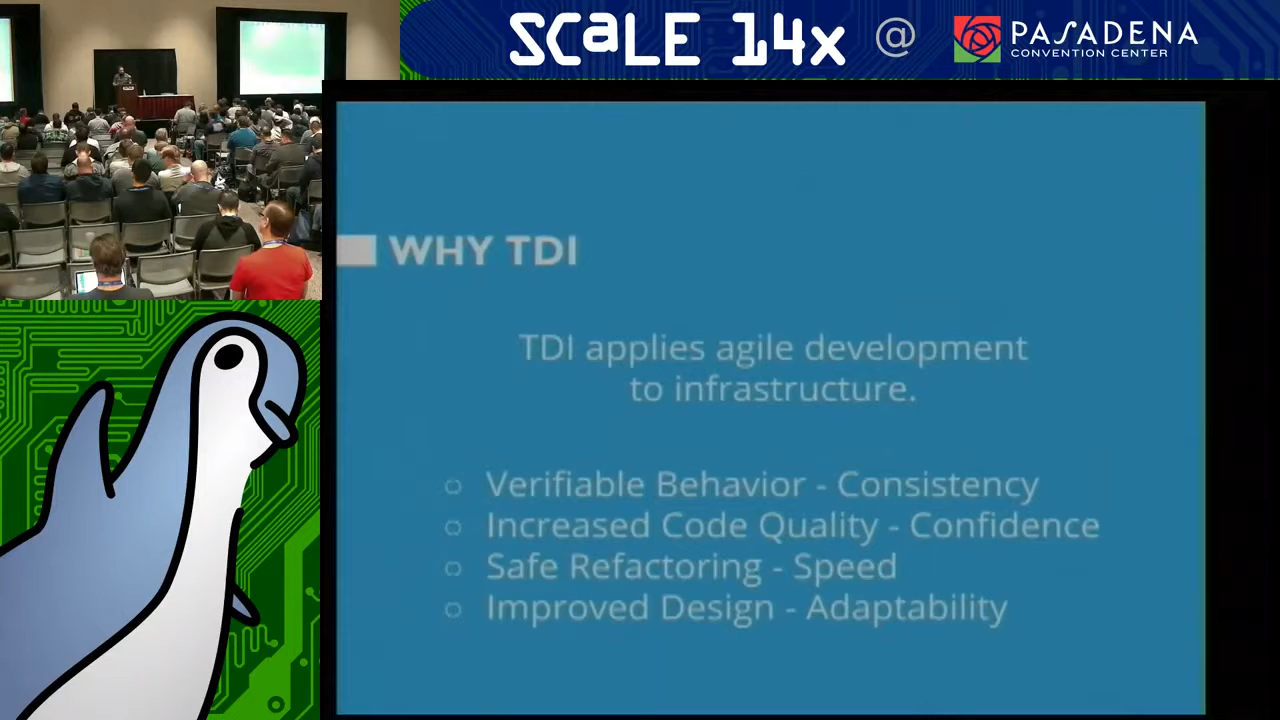 SCaLE 14x @ PASADENA
CONVENTION CENTER
WHY TDI
TDI applies agile development
to infrastructure.
○ Verifiable Behavior - Consistency
○ Increased Code Quality - Confidence
○ Safe Refactoring - Speed
○ Improved Design - Adaptability